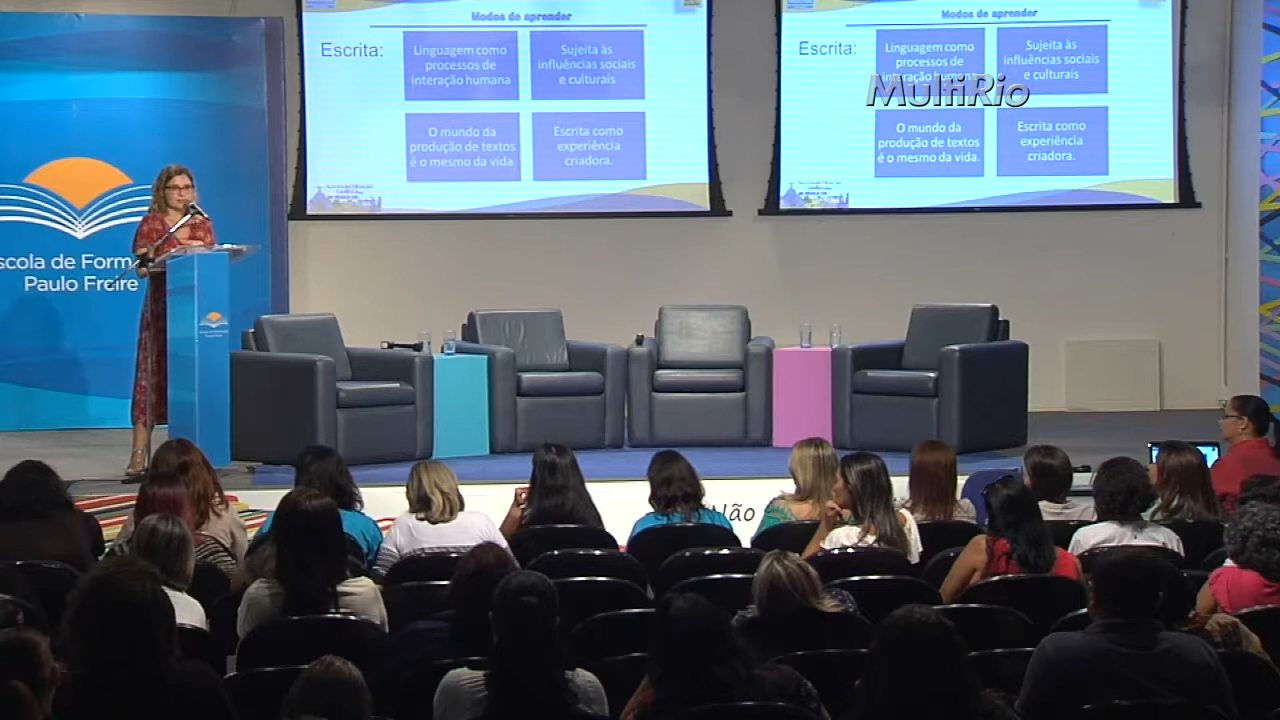 Modos de aprender
Escrita:
Linguagem como
processos de
interação humana
Sujeita às
influências sociais
e culturais
O mundo da
produção de textos
é o mesmo da vida.
Escrita como
experiência
criadora.
Modos de aprender
Escrita:
Linguagem como
processos de
interação humana
Sujeita às
influências sociais
e culturais
O mundo da
produção de textos
é o mesmo da vida.
Escrita como
experiência
criadora.
MultiRio
scola de Form
Paulo Freire
Não